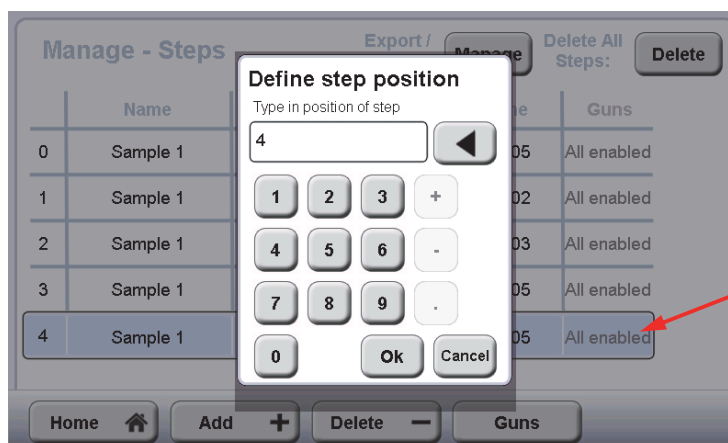 Manage - Steps
Export /
Manage
Delete All
Steps:
Delete
Name
Guns
0 Sample 1 05 All enabled
1 Sample 1 02 All enabled
2 Sample 1 03 All enabled
3 Sample 1 05 All enabled
4 Sample 1 05 All enabled
Define step position
Type in position of step
4
1 2 3 +
4 5 6 -
7 8 9 .
0 Ok Cancel
Home Add + Delete - Guns